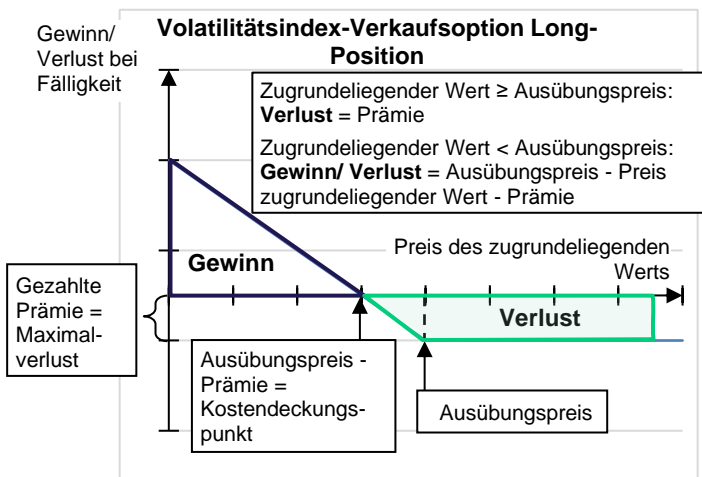 Volatilitätsindex-Verkaufsoption Long-
Position
Gewinn/
Verlust bei
Fälligkeit
Zugrundeliegender Wert ≥ Ausübungspreis:
Verlust = Prämie
Zugrundeliegender Wert < Ausübungspreis:
Gewinn/ Verlust = Ausübungspreis - Preis
zugrundeliegender Wert - Prämie
Gewinn
Preis des zugrundeliegenden
Werts
Gezahlte
Prämie =
Maximal-
verlust
Verlust
Ausübungspreis -
Prämie =
Kostendeckungs-
punkt
Ausübungspreis